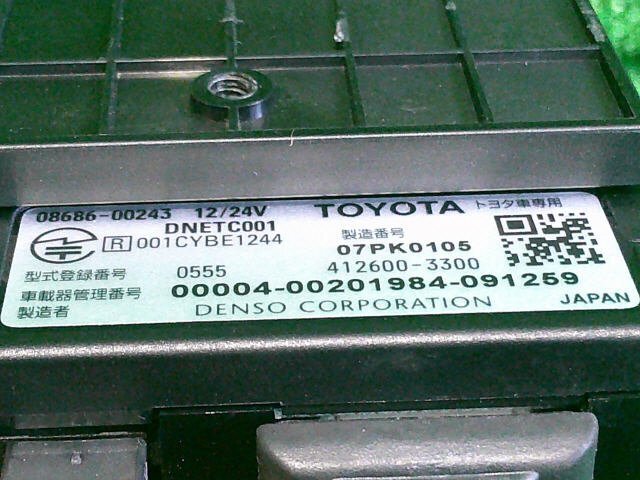 08686-00243 12/24V TOYOTA トヨタ車専用
DNETC001
R 001CYBE1244 製造番号 07PK0105
型式登録番号 0555 412600-3300
車載器管理番号 00004-00201984-091259
製造者 DENSO CORPORATION JAPAN